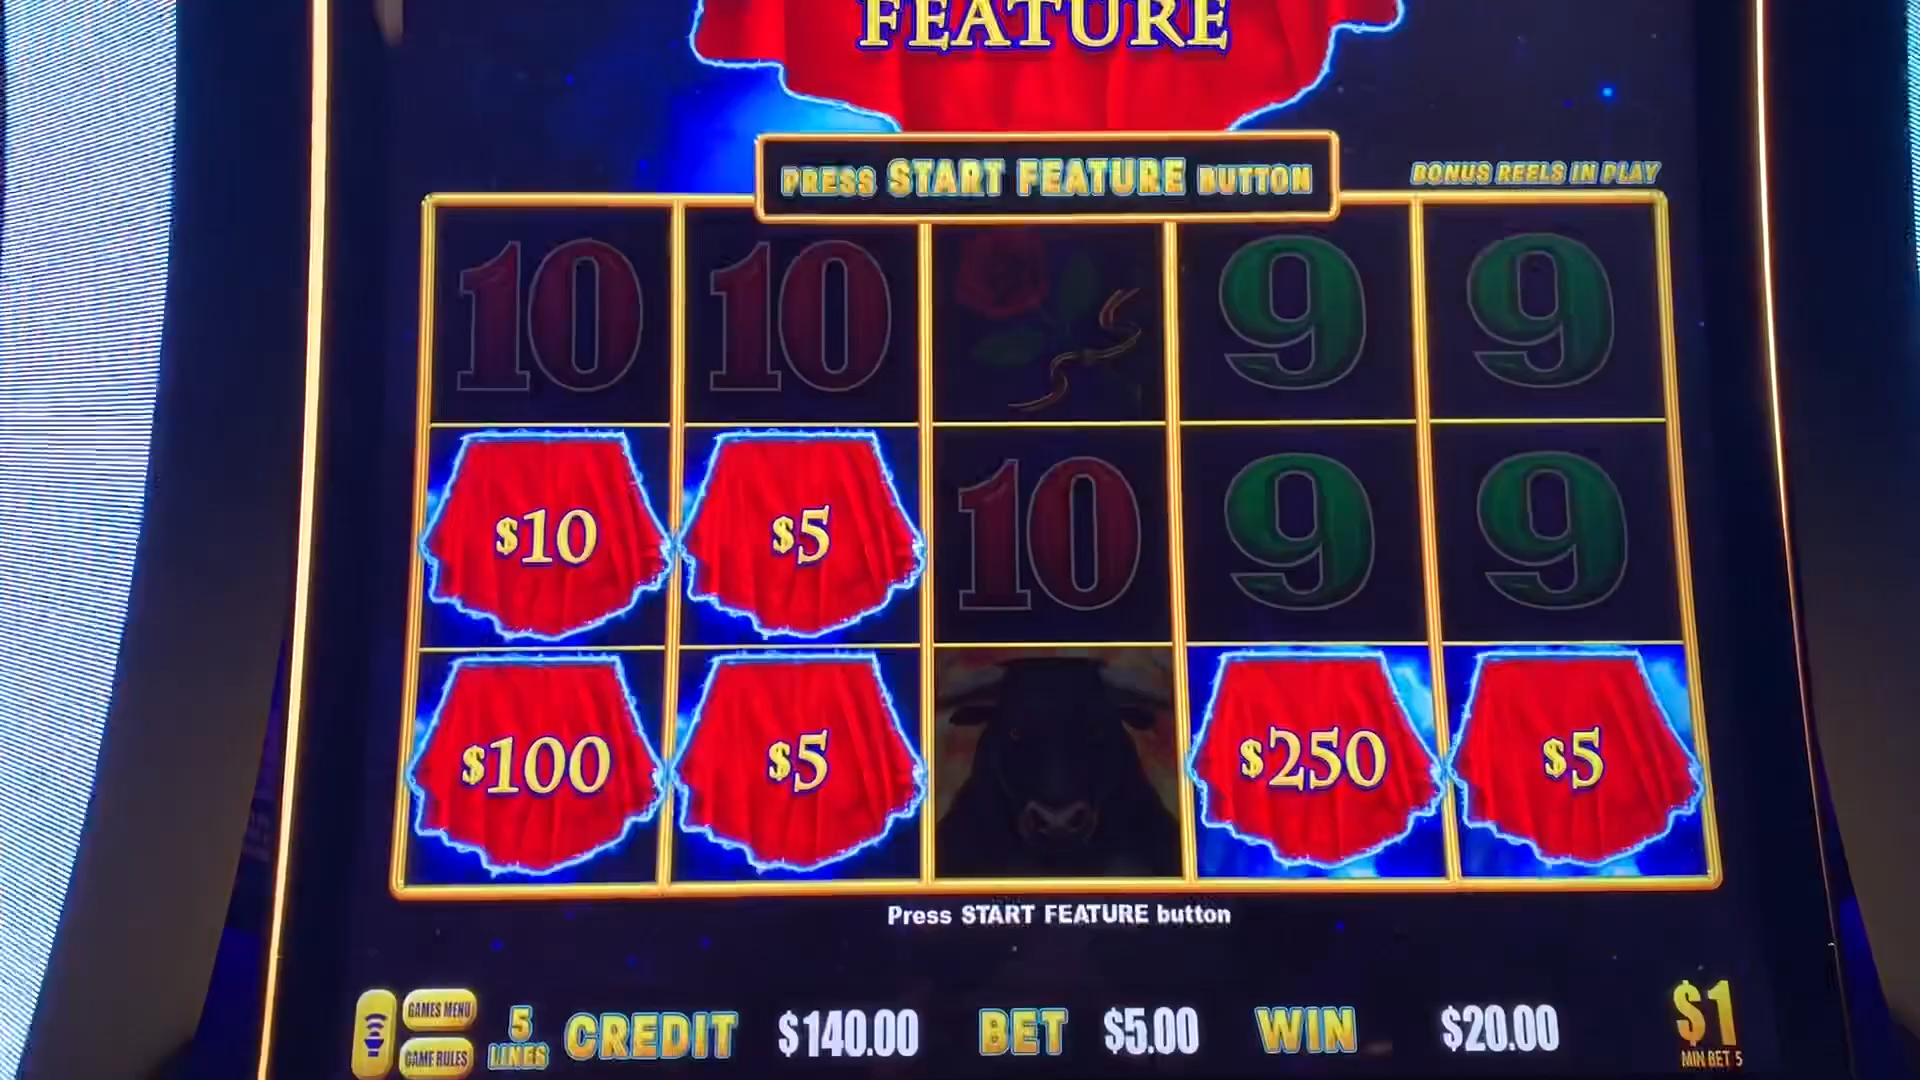 FEATURE
PRESS START FEATURE BUTTON
BONUS REELS IN PLAY
10 10 9 9
$10 $5 10 9 9
$100 $5 $250 $5
Press START FEATURE button
GAMES MENU
GAME RULES
5 LINES
CREDIT $140.00 BET $5.00 WIN $20.00
$1
MIN BET 5